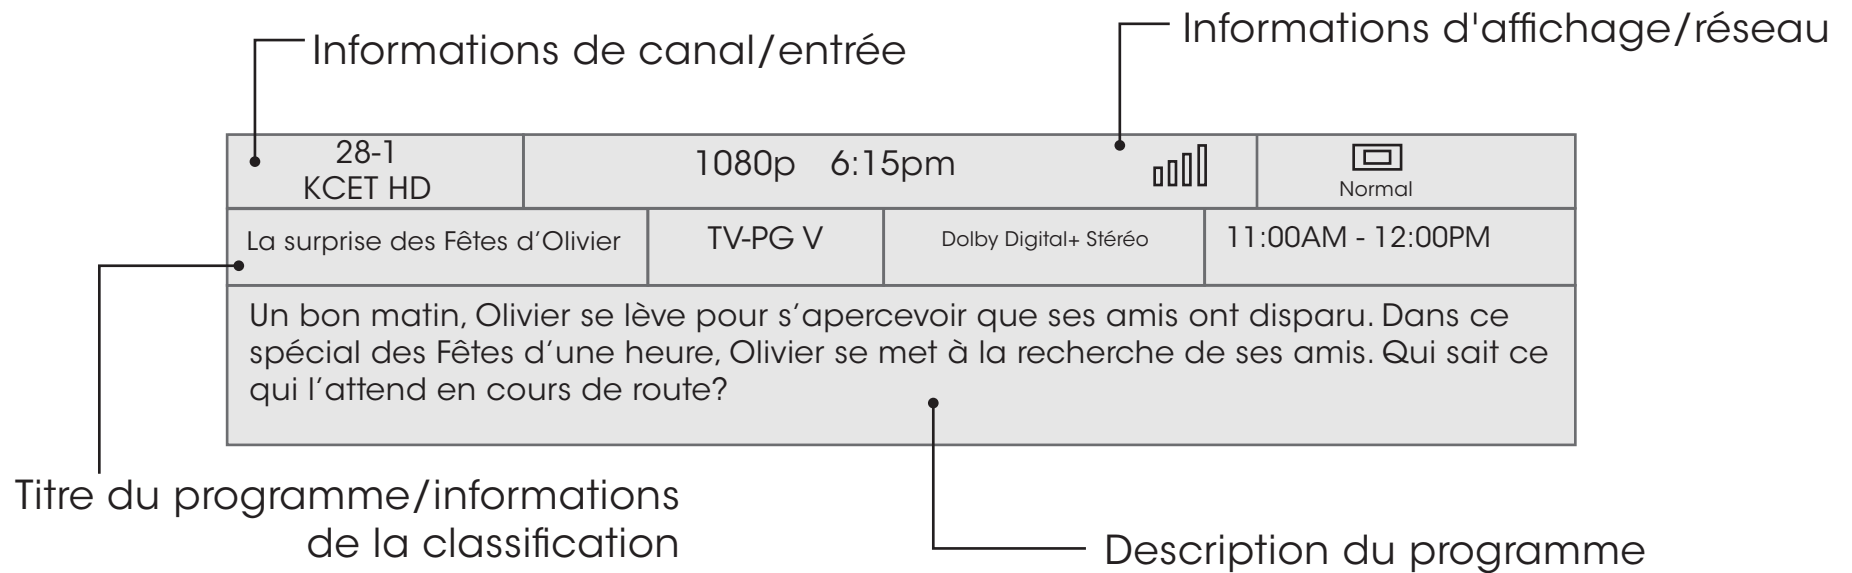 Informations de canal/entrée
Informations d'affichage/réseau
28-1
KCET HD
1080p 6:15pm
Normal
La surprise des Fêtes d’Olivier
TV-PG V
Dolby Digital+ Stéréo
11:00AM - 12:00PM
Un bon matin, Olivier se lève pour s’apercevoir que ses amis ont disparu. Dans ce
spécial des Fêtes d’une heure, Olivier se met à la recherche de ses amis. Qui sait ce
qui l’attend en cours de route?
Titre du programme/informations
de la classification
Description du programme